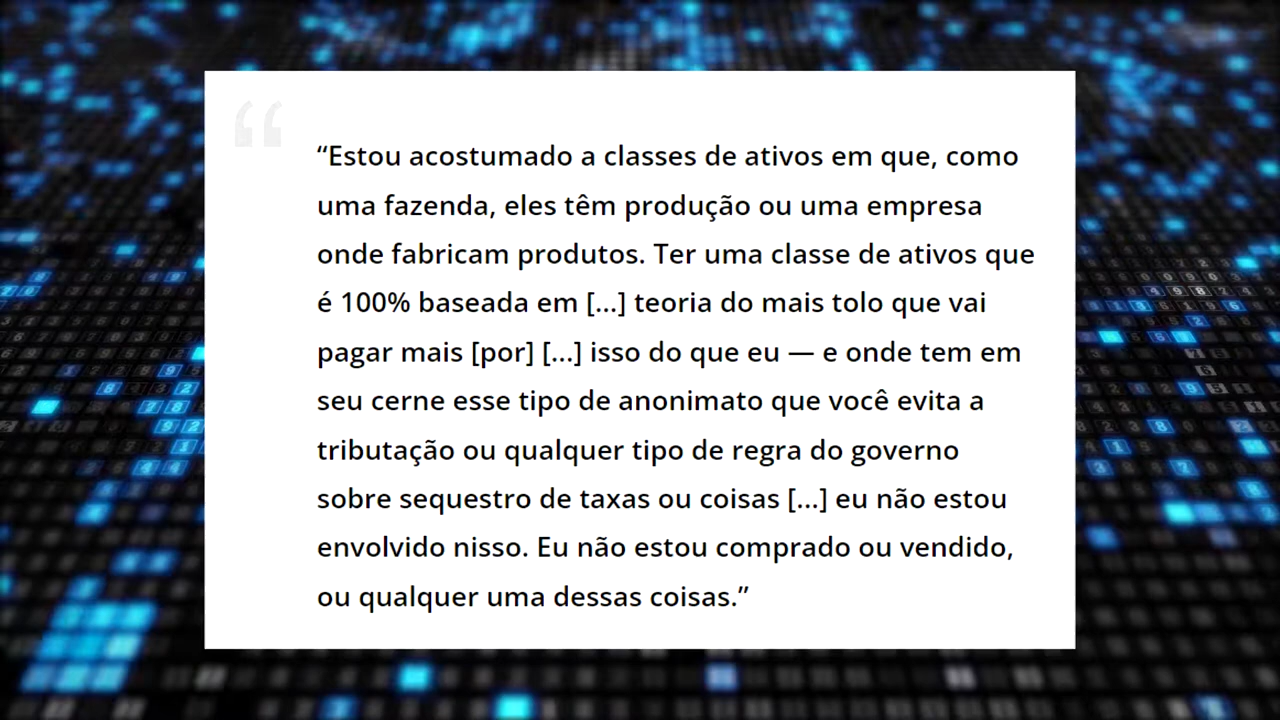 “Estou acostumado a classes de ativos em que, como
uma fazenda, eles têm produção ou uma empresa
onde fabricam produtos. Ter uma classe de ativos que
é 100% baseada em [...] teoria do mais tolo que vai
pagar mais [por] [...] isso do que eu — e onde tem em
seu cerne esse tipo de anonimato que você evita a
tributação ou qualquer tipo de regra do governo
sobre sequestro de taxas ou coisas [...] eu não estou
envolvido nisso. Eu não estou comprado ou vendido,
ou qualquer uma dessas coisas.”